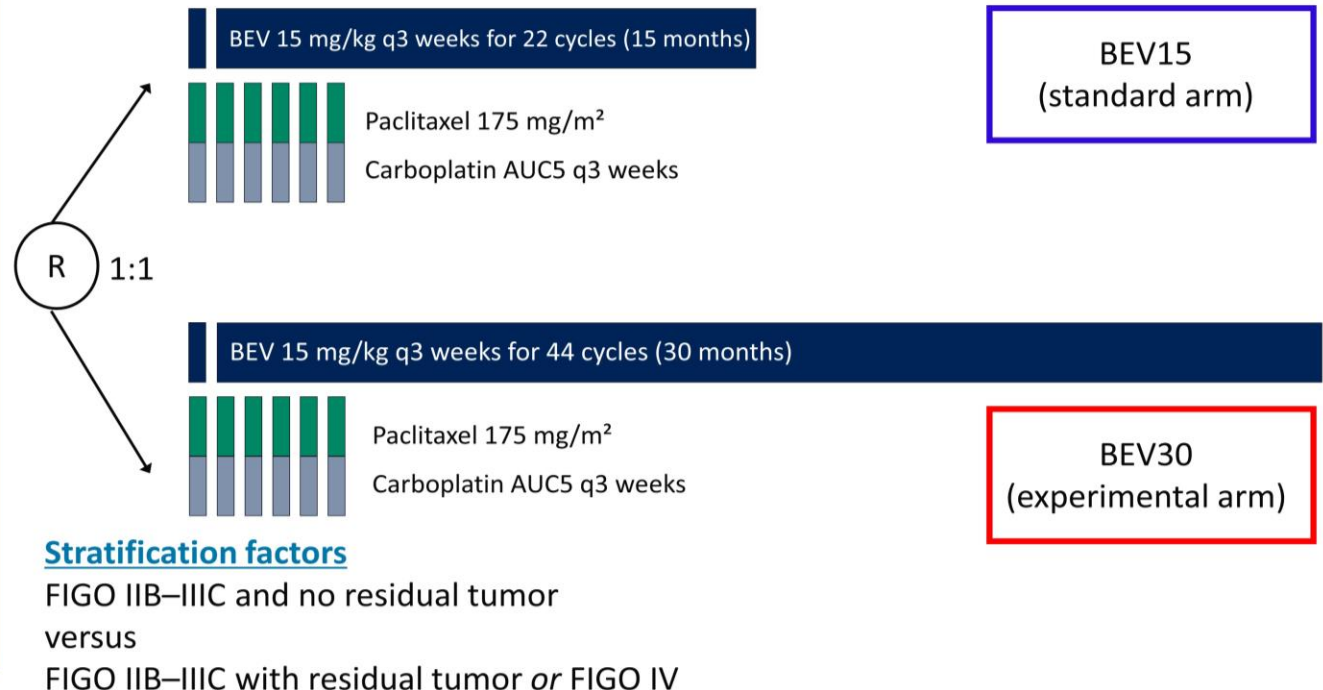 BEV 15 mg/kg q3 weeks for 22 cycles (15 months)
Paclitaxel 175 mg/m²
Carboplatin AUC5 q3 weeks
BEV15
(standard arm)
R
1:1
BEV 15 mg/kg q3 weeks for 44 cycles (30 months)
Paclitaxel 175 mg/m²
Carboplatin AUC5 q3 weeks
BEV30
(experimental arm)
Stratification factors
FIGO IIB–IIIC and no residual tumor
versus
FIGO IIB–IIIC with residual tumor or FIGO IV